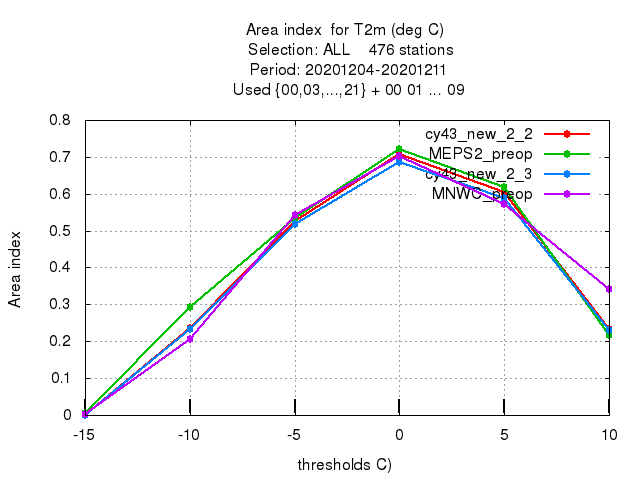 Area index  for T2m (deg C)
Selection: ALL    476 stations
Period: 20201204-20201211
Used {00,03,...,21} + 00 01 ... 09
0.8
0.7
0.6
0.5
0.4
0.3
0.2
0.1
0
Area index
cy43_new_2_2
MEPS2_preop
cy43_new_2_3
MNWC_preop
-15 -10 -5 0 5 10
thresholds C)